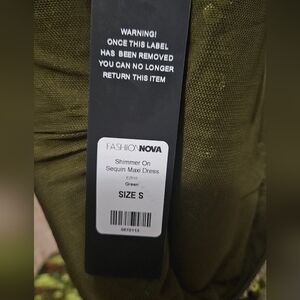 WARNING!
ONCE THIS LABEL
HAS BEEN REMOVED
YOU CAN NO LONGER
RETURN THIS ITEM
FASHIONNOVA
Shimmer On
Sequin Maxi Dress
Green
SIZE S